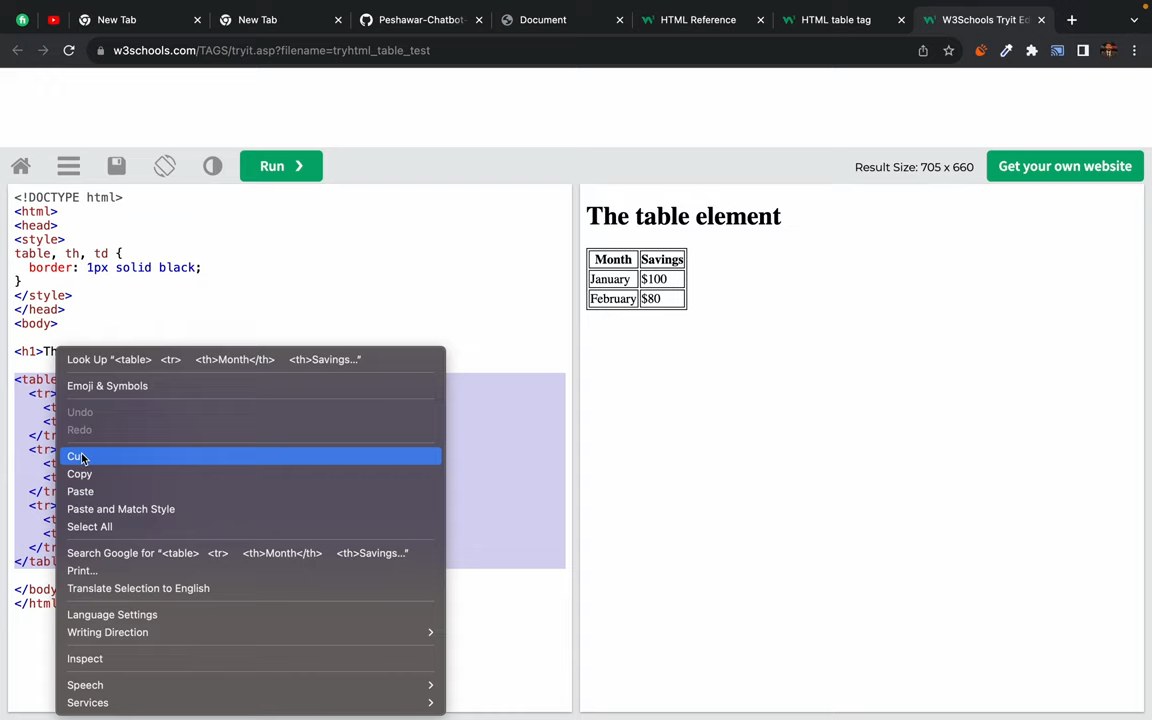 New Tab
New Tab
Peshawar-Chatbot-
Document
HTML Reference
HTML table tag
W3Schools Tryit Ed
w3schools.com/TAGS/tryit.asp?filename=tryhtml_table_test
Run ❯
Result Size: 705 x 660
Get your own website
<!DOCTYPE html>
<html>
<head>
<style>
table, th, td {
border: 1px solid black;
}
</style>
</head>
<body>
<h1>Th
<table
<tr>
<t
<t
</tr
<tr>
<t
<t
</tr
<tr>
<t
<t
</tr
</tabl
</body
</html
Look Up “<table> <tr> <th>Month</th> <th>Savings...”
Emoji & Symbols
Undo
Redo
Cu
Copy
Paste
Paste and Match Style
Select All
Search Google for “<table> <tr> <th>Month</th> <th>Savings...”
Print...
Translate Selection to English
Language Settings
Writing Direction
Inspect
Speech
Services
The table element
Month Savings
January $100
February $80